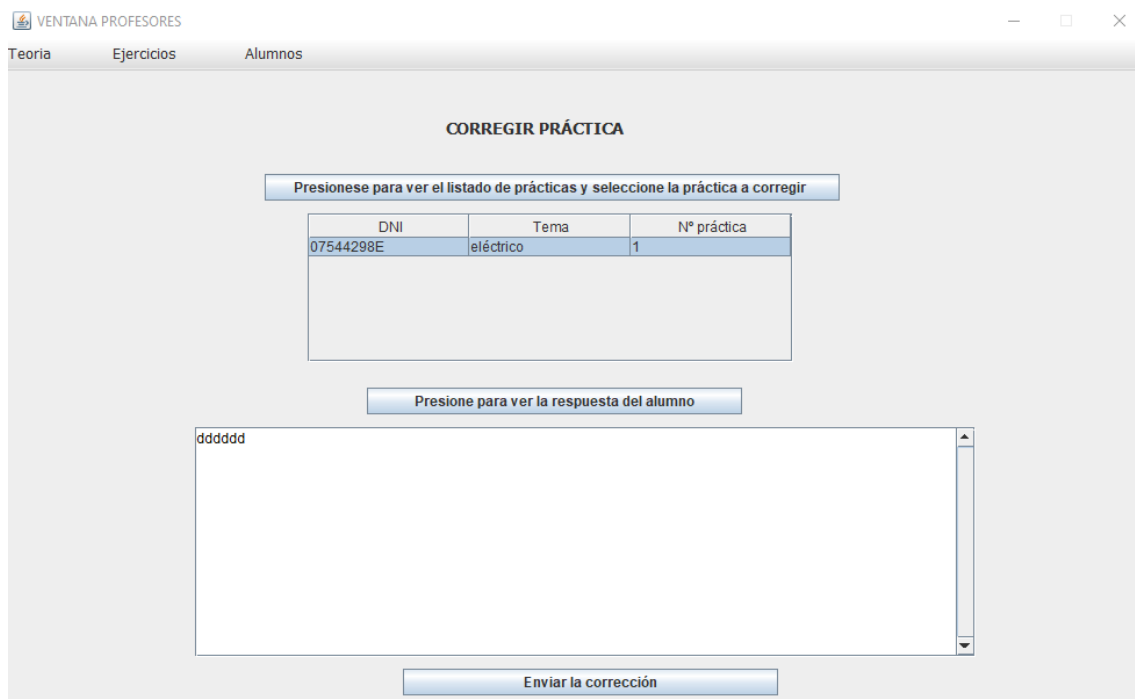 VENTANA PROFESORES
Teoria Ejercicios Alumnos
CORREGIR PRÁCTICA
Presionese para ver el listado de prácticas y seleccione la práctica a corregir
DNI Tema Nº práctica
07544298E eléctrico 1
Presione para ver la respuesta del alumno
dddddd
Enviar la corrección